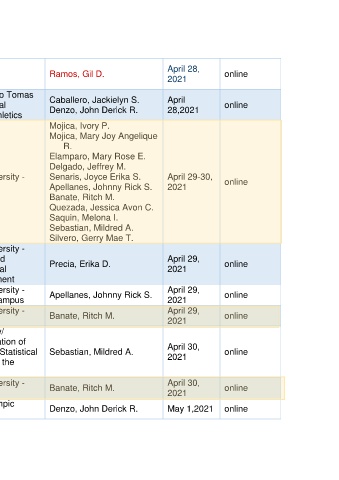 Ramos, Gil D.
April 28,
2021
online
o Tomas
al
hletics
Caballero, Jackielyn S.
Denzo, John Derick R.
April
28,2021
online
ersity -
Mojica, Ivory P.
Mojica, Mary Joy Angelique
R.
Elamparo, Mary Rose E.
Delgado, Jeffrey M.
Senaris, Joyce Erika S.
Apellanes, Johnny Rick S.
Banate, Ritch M.
Quezada, Jessica Avon C.
Saquin, Melona I.
Sebastian, Mildred A.
Silvero, Gerry Mae T.
April 29-30,
2021
online
ersity -
d
al
ment
Precia, Erika D.
April 29,
2021
online
ersity -
ampus
Apellanes, Johnny Rick S.
April 29,
2021
online
ersity -
Banate, Ritch M.
April 29,
2021
online
y/
ation of
Statistical
the
Sebastian, Mildred A.
April 30,
2021
online
ersity -
Banate, Ritch M.
April 30,
2021
online
mpic
Denzo, John Derick R.
May 1,2021
online